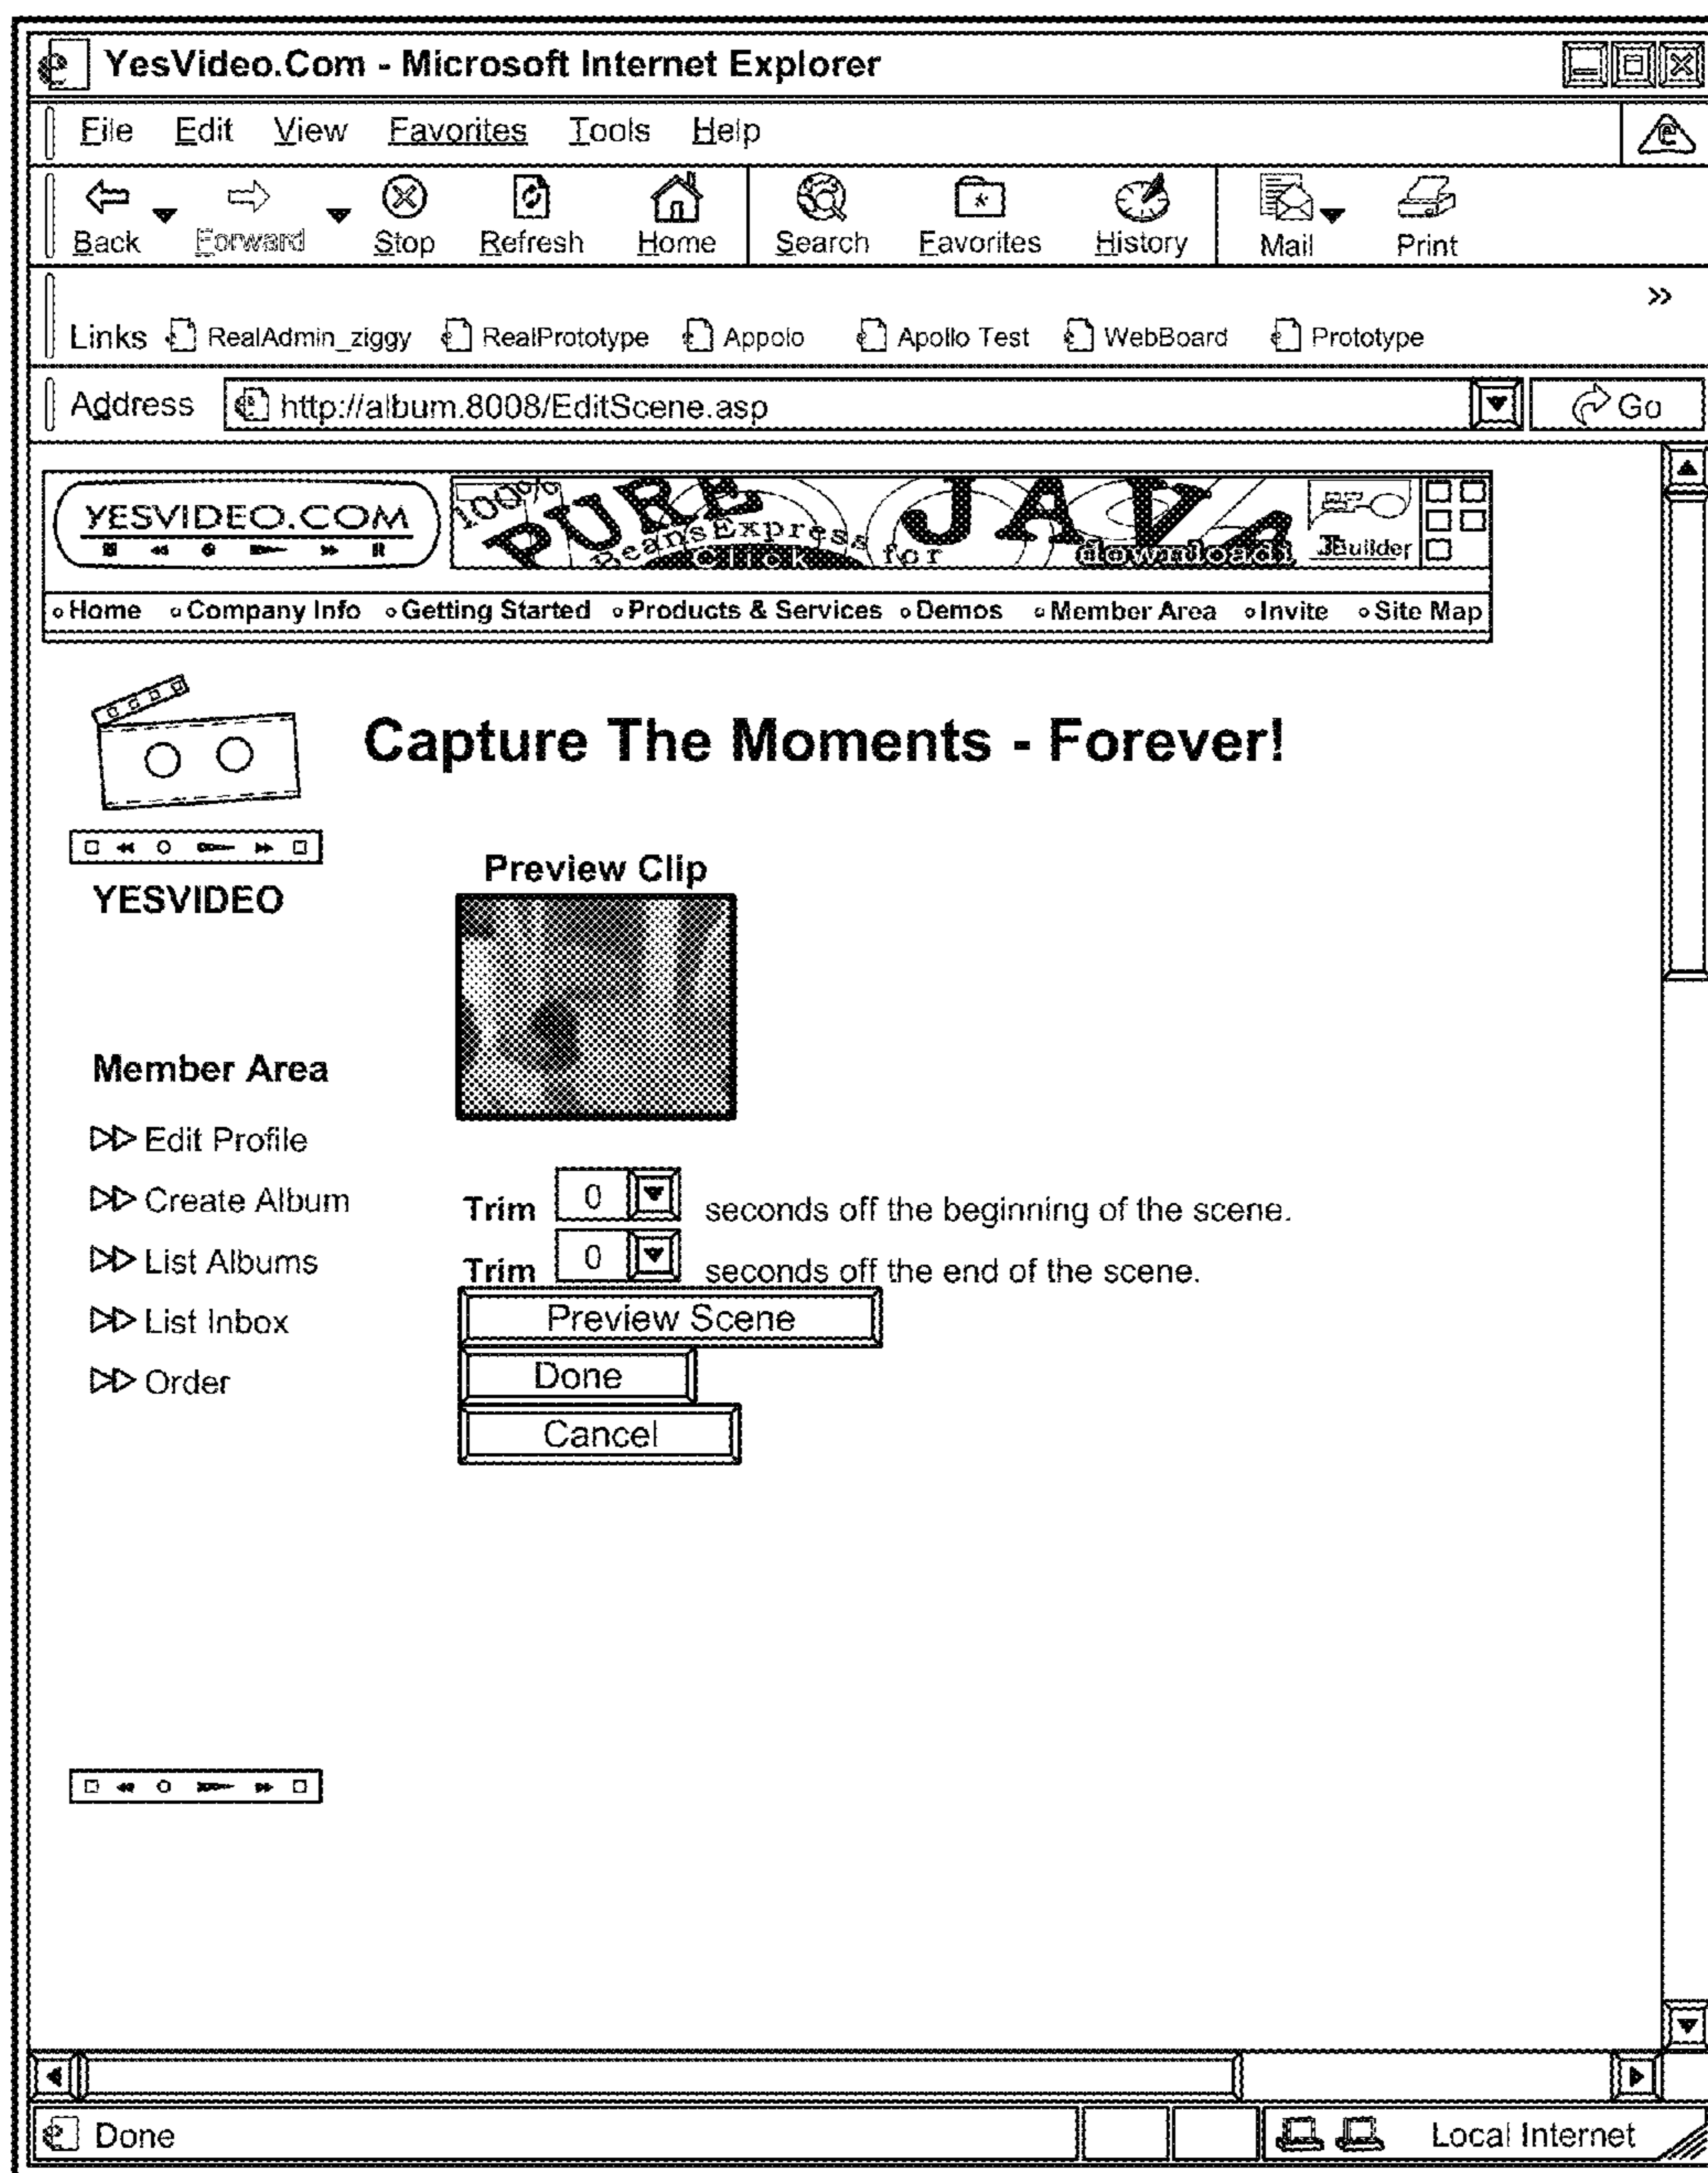 YesVideo.Com - Microsoft Internet Explorer
File Edit View Favorites Tools Help
Back Forward Stop Refresh Home Search Favorites History Mail Print
»
Links RealAdmin_ziggy RealPrototype Appolo Apollo Test WebBoard Prototype
Address http://album.8008/EditScene.asp Go
YESVIDEO.COM
100% PURE JAVA
BeansExpress for
Click download! JBuilder
Home Company Info Getting Started Products & Services Demos Member Area Invite Site Map
Capture The Moments - Forever!
YESVIDEO
Preview Clip
Member Area
Edit Profile
Create Album
List Albums
List Inbox
Order
Trim 0 seconds off the beginning of the scene.
Trim 0 seconds off the end of the scene.
Preview Scene
Done
Cancel
Done Local Internet